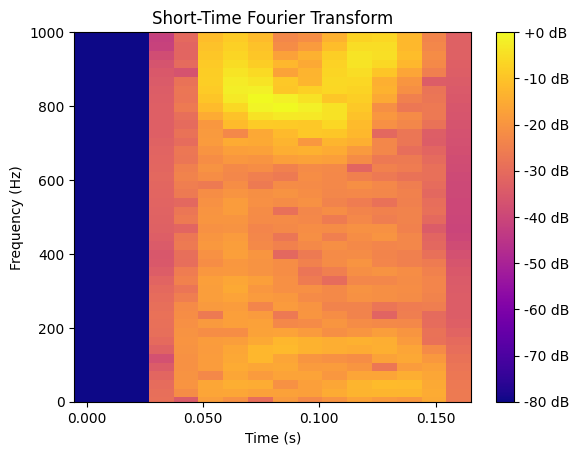 Short-Time Fourier Transform
Frequency (Hz)
1000
800
600
400
200
0
0.000
0.050
0.100
0.150
Time (s)
+0 dB
-10 dB
-20 dB
-30 dB
-40 dB
-50 dB
-60 dB
-70 dB
-80 dB